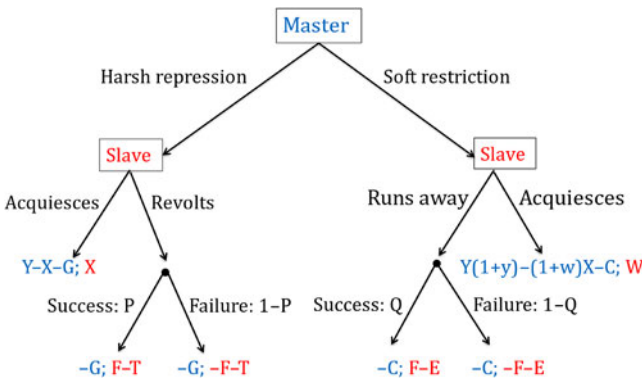 Master
Harsh repression
Soft restriction
Slave
Slave
Acquiesces
Revolts
Runs away
Acquiesces
Y–X–G; X
Y(1+y)–(1+w)X–C; W
Success: P
Failure: 1–P
Success: Q
Failure: 1–Q
–G; F–T
–G; –F–T
–C; F–E
–C; –F–E